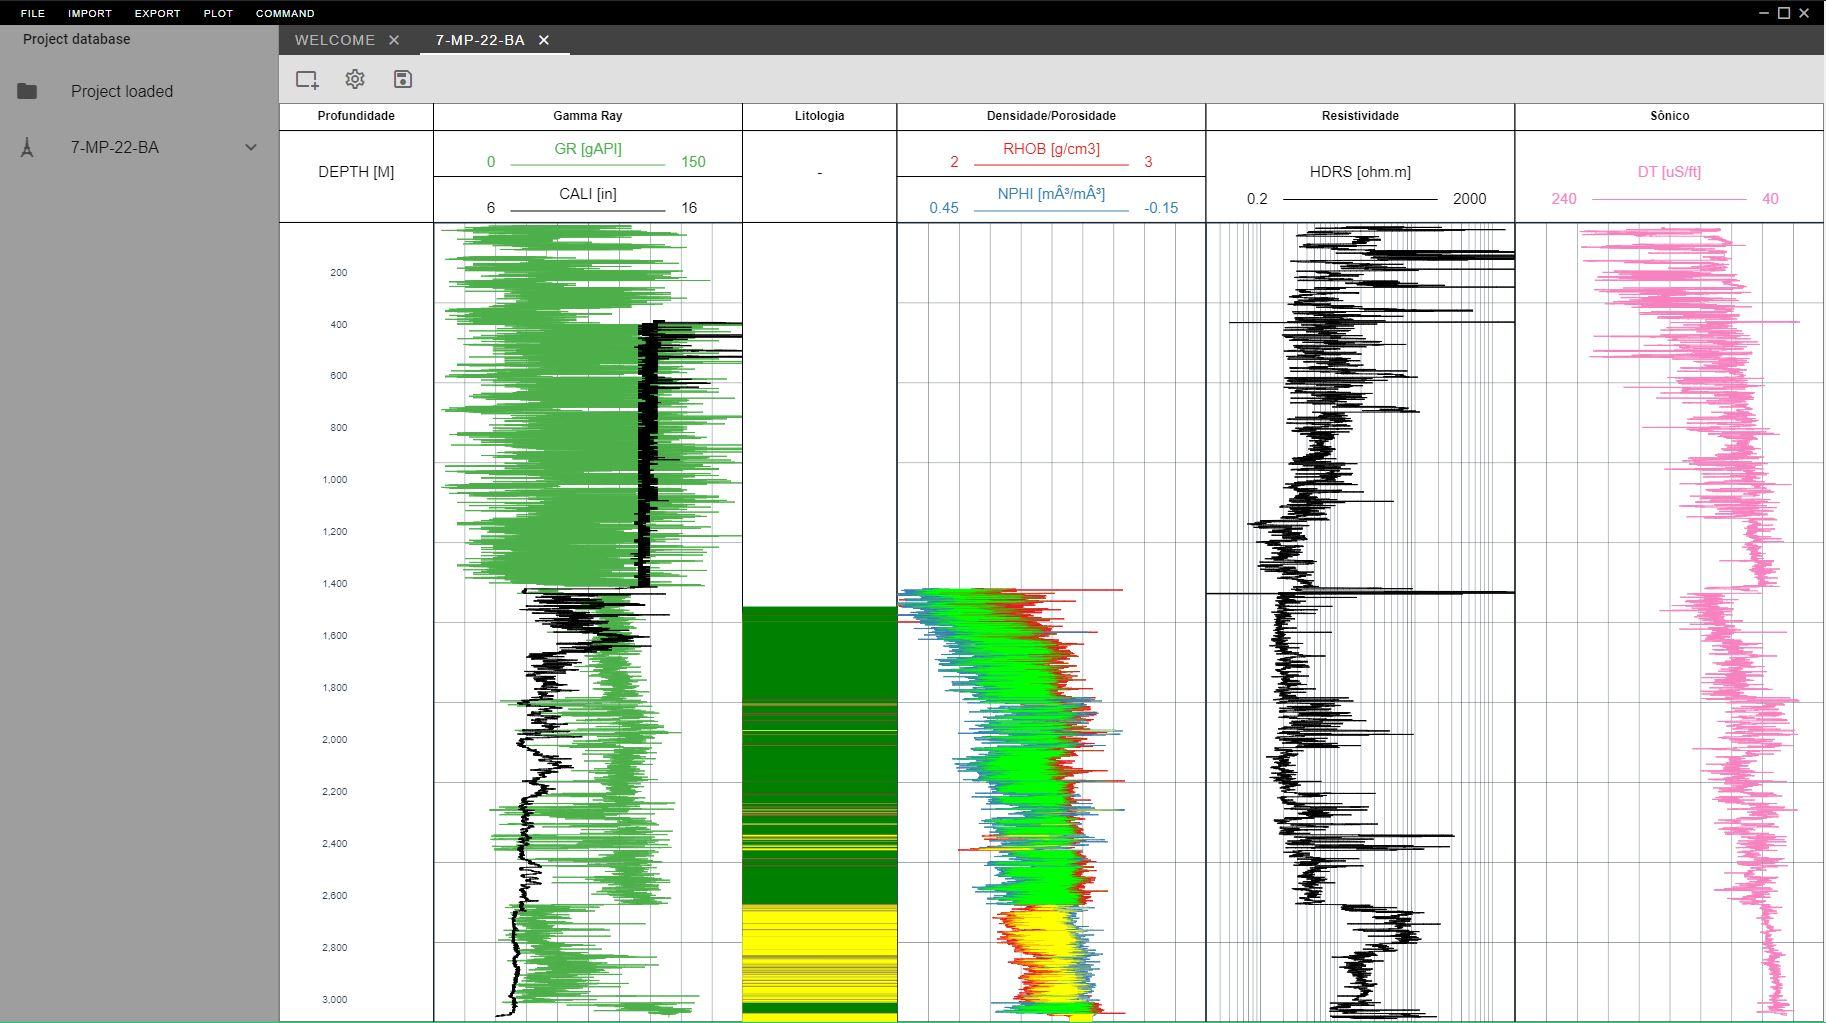 FILE IMPORT EXPORT PLOT COMMAND
Project database
Project loaded
7-MP-22-BA
WELCOME 7-MP-22-BA
Profundidade Gamma Ray Litologia Densidade/Porosidade Resistividade Sônico
DEPTH [M]
GR [gAPI]
0 150
CALI [in]
6 16
-
RHOB [g/cm3]
2 3
NPHI [mÂ³/mÂ³]
0.45 -0.15
HDRS [ohm.m]
0.2 2000
DT [uS/ft]
240 40
200
400
600
800
1,000
1,200
1,400
1,600
1,800
2,000
2,200
2,400
2,600
2,800
3,000